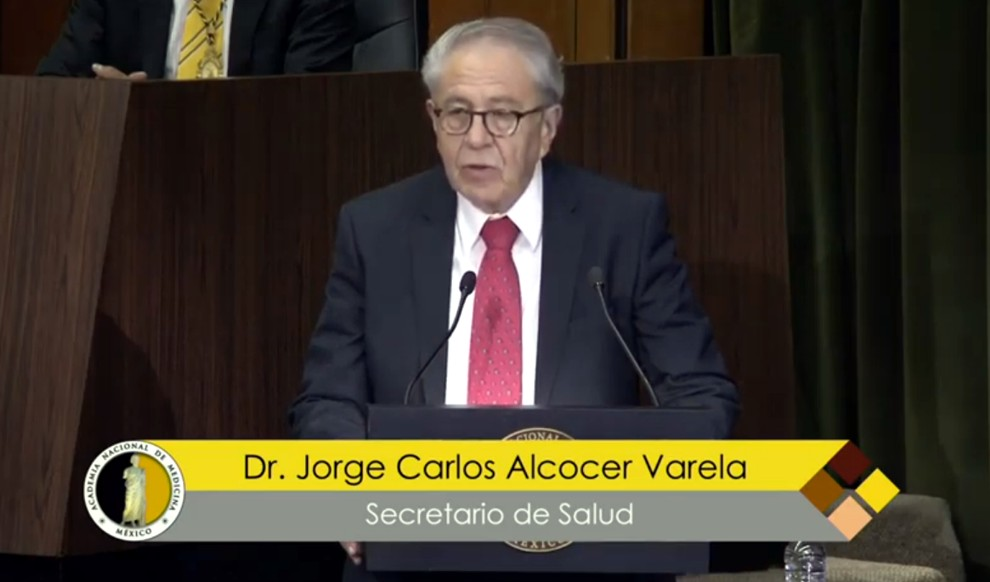 Dr. Jorge Carlos Alcocer Varela
Secretario de Salud
ACADEMIA NACIONAL DE MEDICINA
MÉXICO